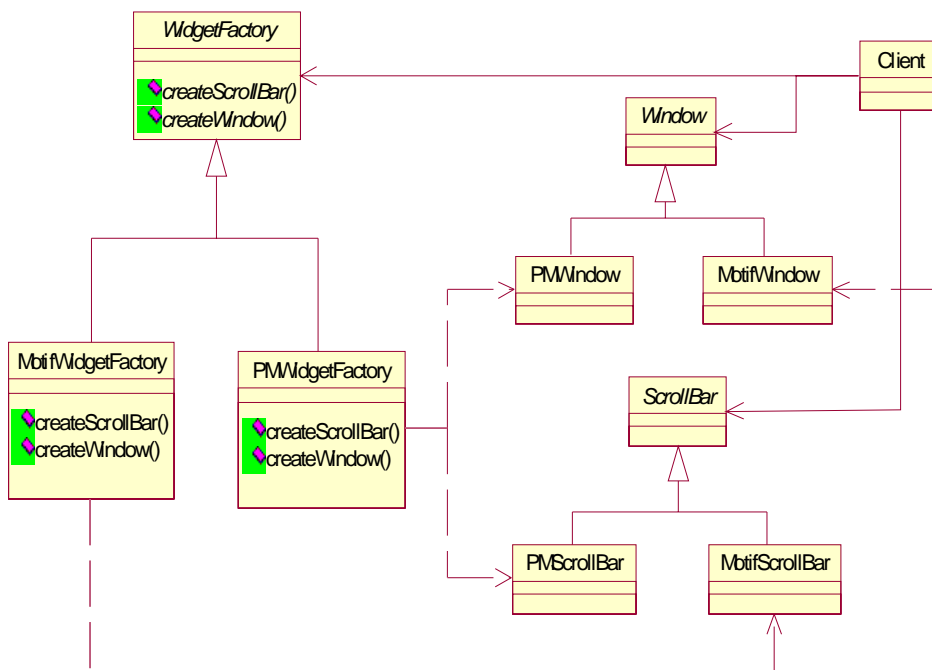 WidgetFactory
createScrollBar()
createWindow()
Client
Window
PMWindow
MotifWindow
MotifWidgetFactory
createScrollBar()
createWindow()
PMWidgetFactory
createScrollBar()
createWindow()
ScrollBar
PMScrollBar
MotifScrollBar